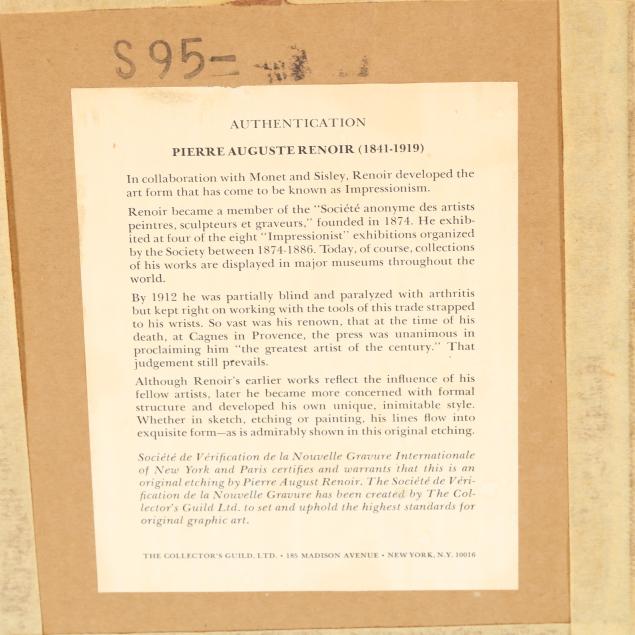 S 95-
AUTHENTICATION
PIERRE AUGUSTE RENOIR (1841-1919)
In collaboration with Monet and Sisley, Renoir developed the
art form that has come to be known as Impressionism.
Renoir became a member of the "Société anonyme des artists
peintres, sculpteurs et graveurs," founded in 1874. He exhib-
ited at four of the eight "Impressionist" exhibitions organized
by the Society between 1874-1886. Today, of course, collections
of his works are displayed in major museums throughout the
world.
By 1912 he was partially blind and paralyzed with arthritis
but kept right on working with the tools of this trade strapped
to his wrists. So vast was his renown, that at the time of his
death, at Cagnes in Provence, the press was unanimous in
proclaiming him "the greatest artist of the century." That
judgement still prevails.
Although Renoir's earlier works reflect the influence of his
fellow artists, later he became more concerned with formal
structure and developed his own unique, inimitable style.
Whether in sketch, etching or painting, his lines flow into
exquisite form—as is admirably shown in this original etching.
Société de Vérification de la Nouvelle Gravure Internationale
of New York and Paris certifies and warrants that this is an
original etching by Pierre August Renoir. The Société de Véri-
fication de la Nouvelle Gravure has been created by The Col-
lector's Guild Ltd. to set and uphold the highest standards for
original graphic art.
THE COLLECTOR'S GUILD, LTD. • 185 MADISON AVENUE • NEW YORK, N.Y. 10016